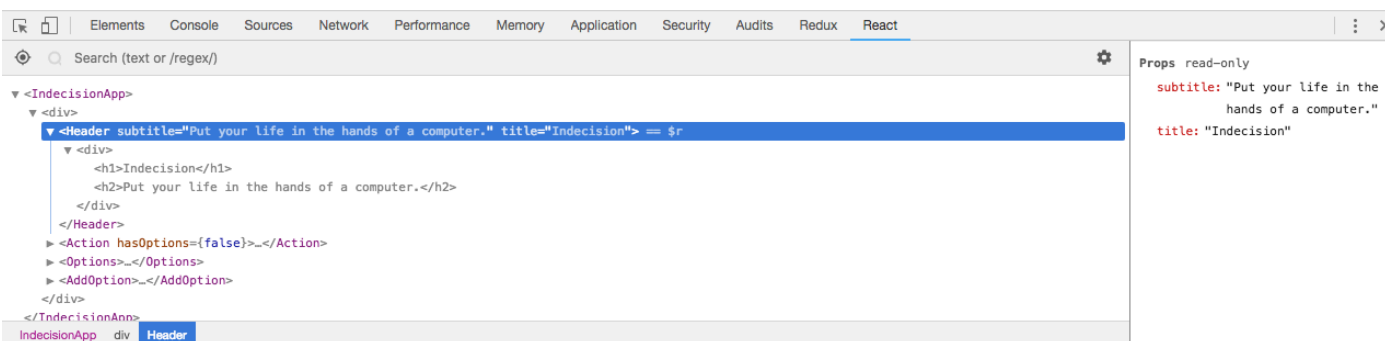 Elements Console Sources Network Performance Memory Application Security Audits Redux React
Search (text or /regex/)
▼ <IndecisionApp>
▼ <div>
▼ <Header subtitle="Put your life in the hands of a computer." title="Indecision"> == $r
▼ <div>
<h1>Indecision</h1>
<h2>Put your life in the hands of a computer.</h2>
</div>
</Header>
▶ <Action hasOptions={false}>…</Action>
▶ <Options>…</Options>
▶ <AddOption>…</AddOption>
</div>
</IndecisionApp>
IndecisionApp div Header
Props read-only
subtitle: "Put your life in the
hands of a computer."
title: "Indecision"